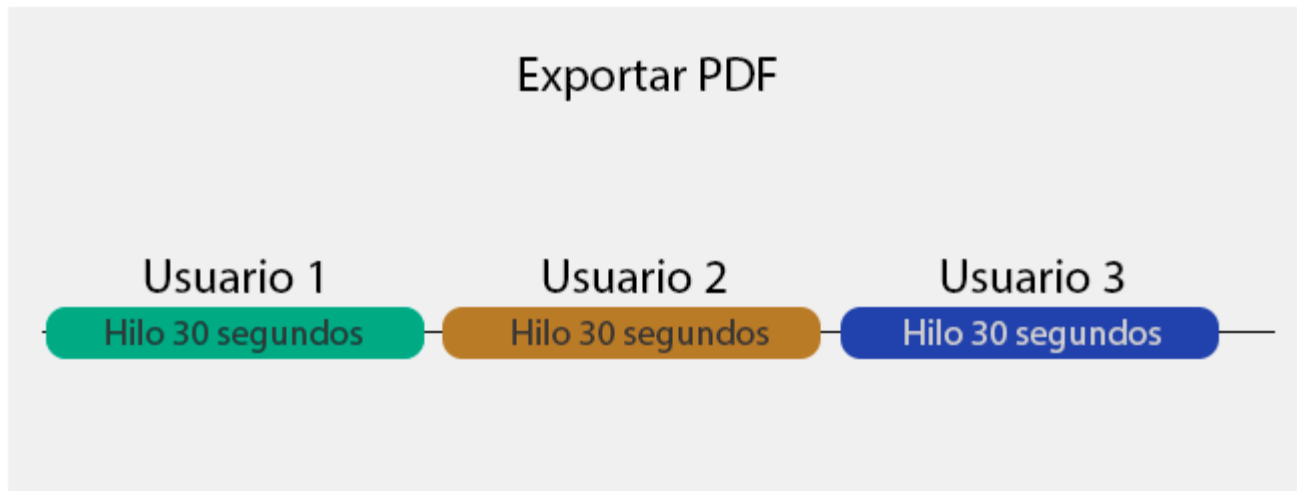 Exportar PDF
Usuario 1
Usuario 2
Usuario 3
Hilo 30 segundos
Hilo 30 segundos
Hilo 30 segundos